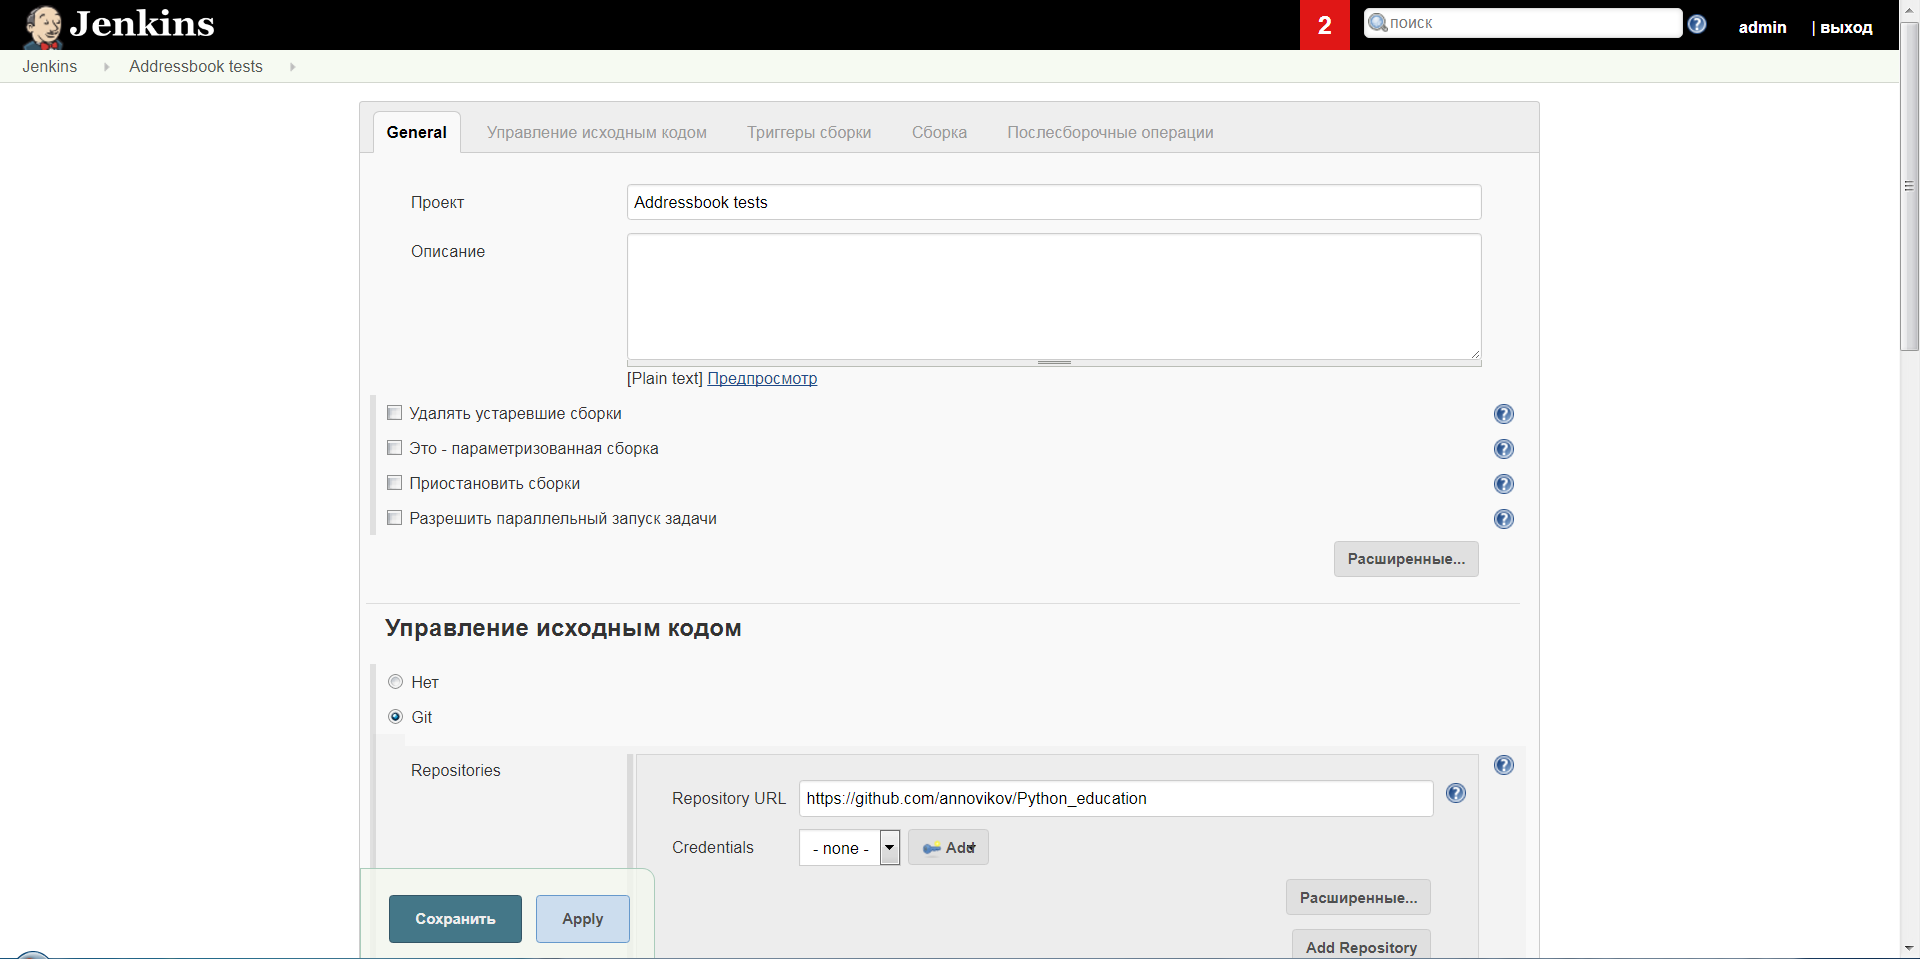 Jenkins
2
поиск
admin
| выход
Jenkins
Addressbook tests
General
Управление исходным кодом
Триггеры сборки
Сборка
Послесборочные операции
Проект
Addressbook tests
Описание
[Plain text] Предпросмотр
Удалять устаревшие сборки
Это - параметризованная сборка
Приостановить сборки
Разрешить параллельный запуск задачи
Расширенные...
Управление исходным кодом
Нет
Git
Repositories
Repository URL
https://github.com/annovikov/Python_education
Credentials
- none -
Add
Расширенные...
Сохранить
Apply
Add Repository